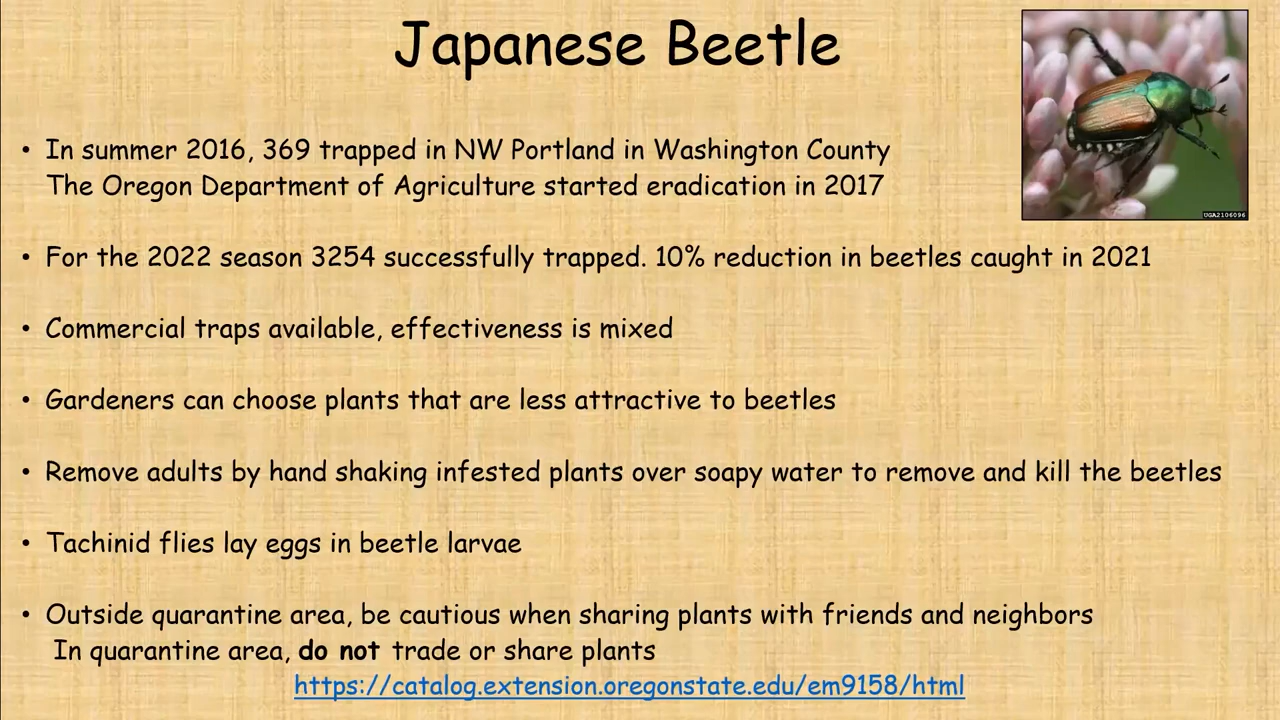 Japanese Beetle
UGA2106096
• In summer 2016, 369 trapped in NW Portland in Washington County
The Oregon Department of Agriculture started eradication in 2017
• For the 2022 season 3254 successfully trapped. 10% reduction in beetles caught in 2021
• Commercial traps available, effectiveness is mixed
• Gardeners can choose plants that are less attractive to beetles
• Remove adults by hand shaking infested plants over soapy water to remove and kill the beetles
• Tachinid flies lay eggs in beetle larvae
• Outside quarantine area, be cautious when sharing plants with friends and neighbors
In quarantine area, do not trade or share plants
https://catalog.extension.oregonstate.edu/em9158/html